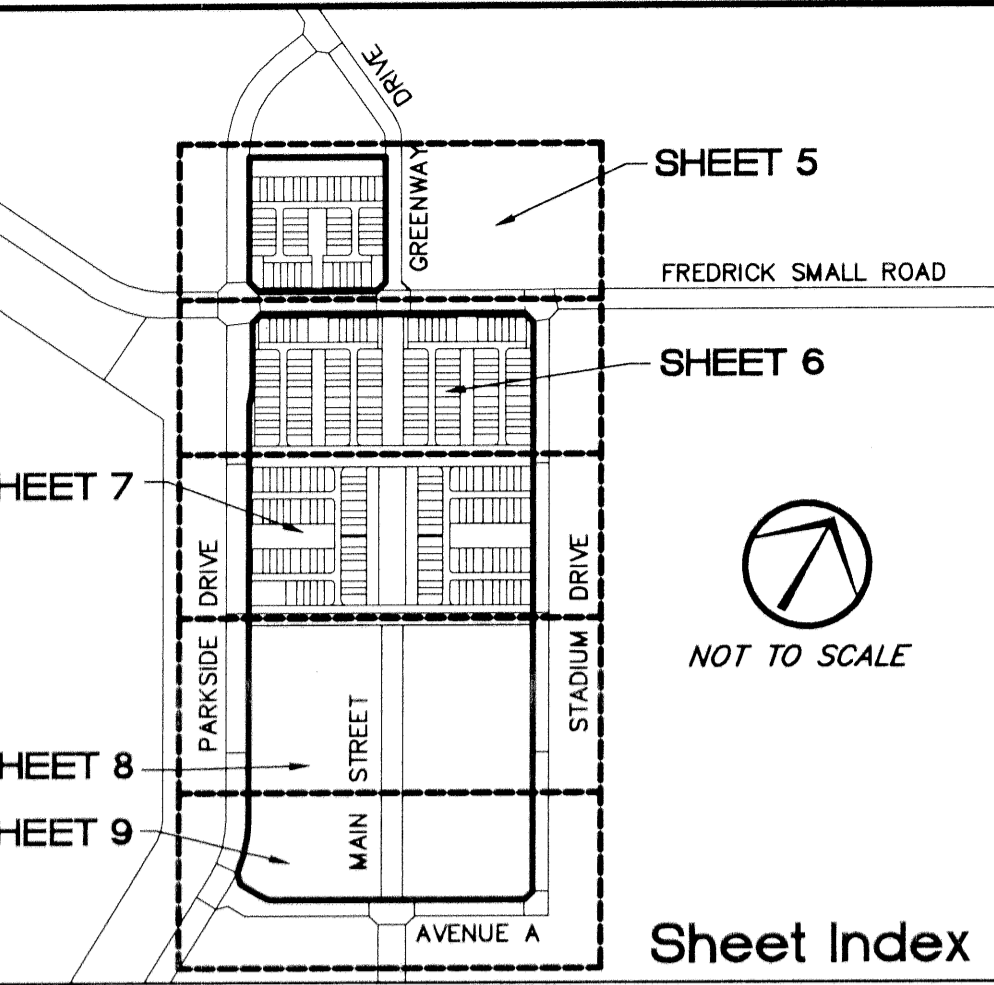 DRIVE
GREENWAY
SHEET 5
FREDRICK SMALL ROAD
SHEET 6
HEET 7
PARKSIDE DRIVE
STADIUM DRIVE
NOT TO SCALE
MAIN STREET
HEET 8
HEET 9
AVENUE A
Sheet Index